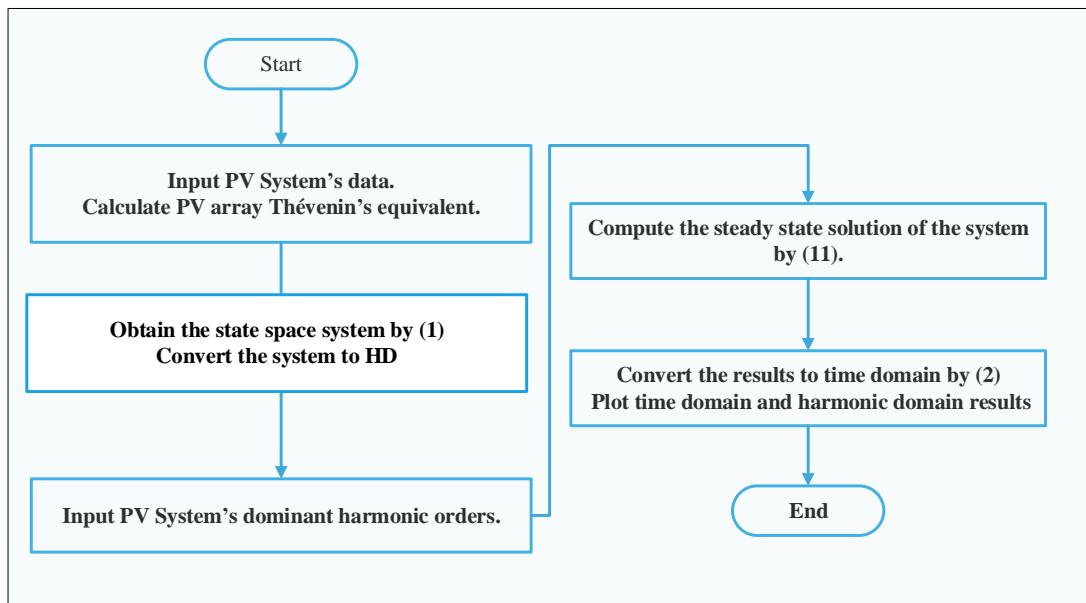 Start
Input PV System’s data.
Calculate PV array Thévenin’s equivalent.
Obtain the state space system by (1)
Convert the system to HD
Input PV System’s dominant harmonic orders.
Compute the steady state solution of the system
by (11).
Convert the results to time domain by (2)
Plot time domain and harmonic domain results
End